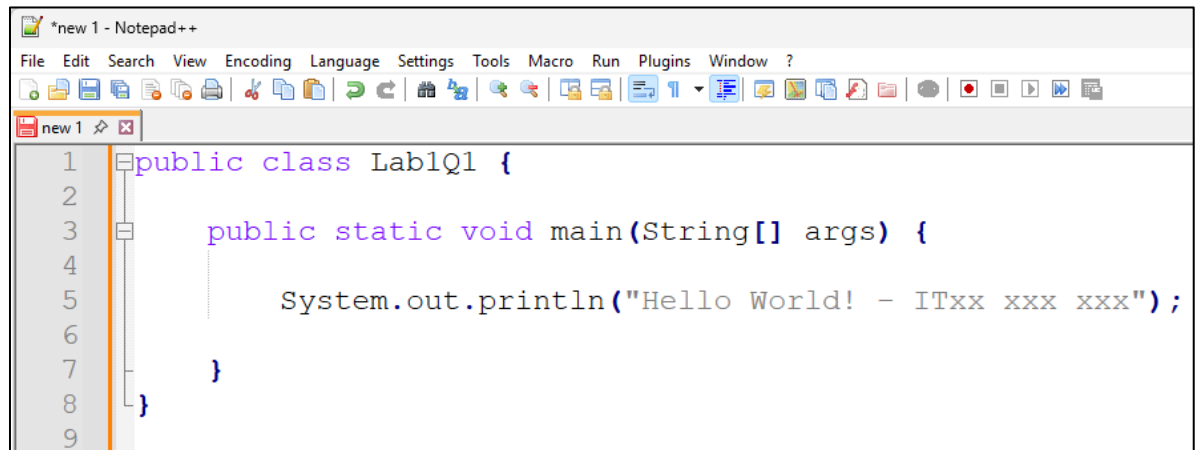 *new 1 - Notepad++
File Edit Search View Encoding Language Settings Tools Macro Run Plugins Window ?
new 1
1 public class Lab1Q1 {
2
3 public static void main(String[] args) {
4
5 System.out.println("Hello World! - ITxx xxx xxx");
6
7 }
8 }
9